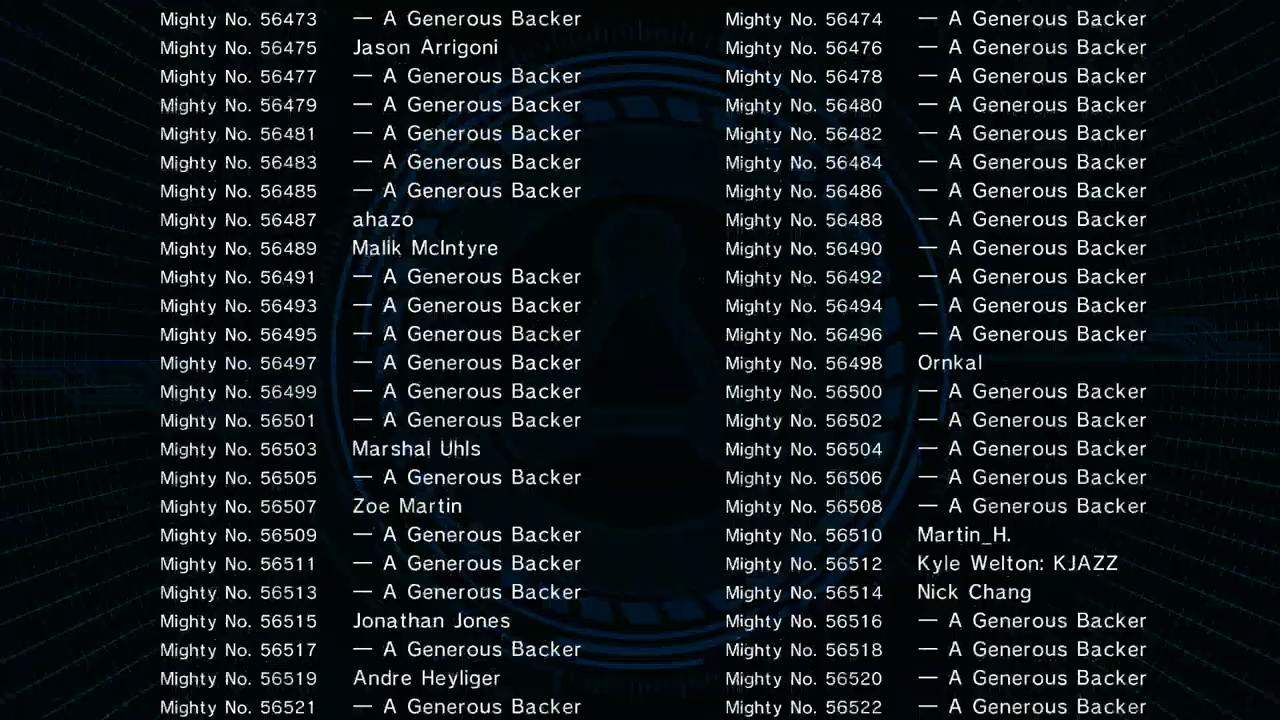 Mighty No. 56473 — A Generous Backer Mighty No. 56474 — A Generous Backer
Mighty No. 56475 Jason Arrigoni Mighty No. 56476 — A Generous Backer
Mighty No. 56477 — A Generous Backer Mighty No. 56478 — A Generous Backer
Mighty No. 56479 — A Generous Backer Mighty No. 56480 — A Generous Backer
Mighty No. 56481 — A Generous Backer Mighty No. 56482 — A Generous Backer
Mighty No. 56483 — A Generous Backer Mighty No. 56484 — A Generous Backer
Mighty No. 56485 — A Generous Backer Mighty No. 56486 — A Generous Backer
Mighty No. 56487 ahazo Mighty No. 56488 — A Generous Backer
Mighty No. 56489 Malik McIntyre Mighty No. 56490 — A Generous Backer
Mighty No. 56491 — A Generous Backer Mighty No. 56492 — A Generous Backer
Mighty No. 56493 — A Generous Backer Mighty No. 56494 — A Generous Backer
Mighty No. 56495 — A Generous Backer Mighty No. 56496 — A Generous Backer
Mighty No. 56497 — A Generous Backer Mighty No. 56498 Ornkal
Mighty No. 56499 — A Generous Backer Mighty No. 56500 — A Generous Backer
Mighty No. 56501 — A Generous Backer Mighty No. 56502 — A Generous Backer
Mighty No. 56503 Marshal Uhls Mighty No. 56504 — A Generous Backer
Mighty No. 56505 — A Generous Backer Mighty No. 56506 — A Generous Backer
Mighty No. 56507 Zoe Martin Mighty No. 56508 — A Generous Backer
Mighty No. 56509 — A Generous Backer Mighty No. 56510 Martin_H.
Mighty No. 56511 — A Generous Backer Mighty No. 56512 Kyle Welton: KJAZZ
Mighty No. 56513 — A Generous Backer Mighty No. 56514 Nick Chang
Mighty No. 56515 Jonathan Jones Mighty No. 56516 — A Generous Backer
Mighty No. 56517 — A Generous Backer Mighty No. 56518 — A Generous Backer
Mighty No. 56519 Andre Heyliger Mighty No. 56520 — A Generous Backer
Mighty No. 56521 — A Generous Backer Mighty No. 56522 — A Generous Backer